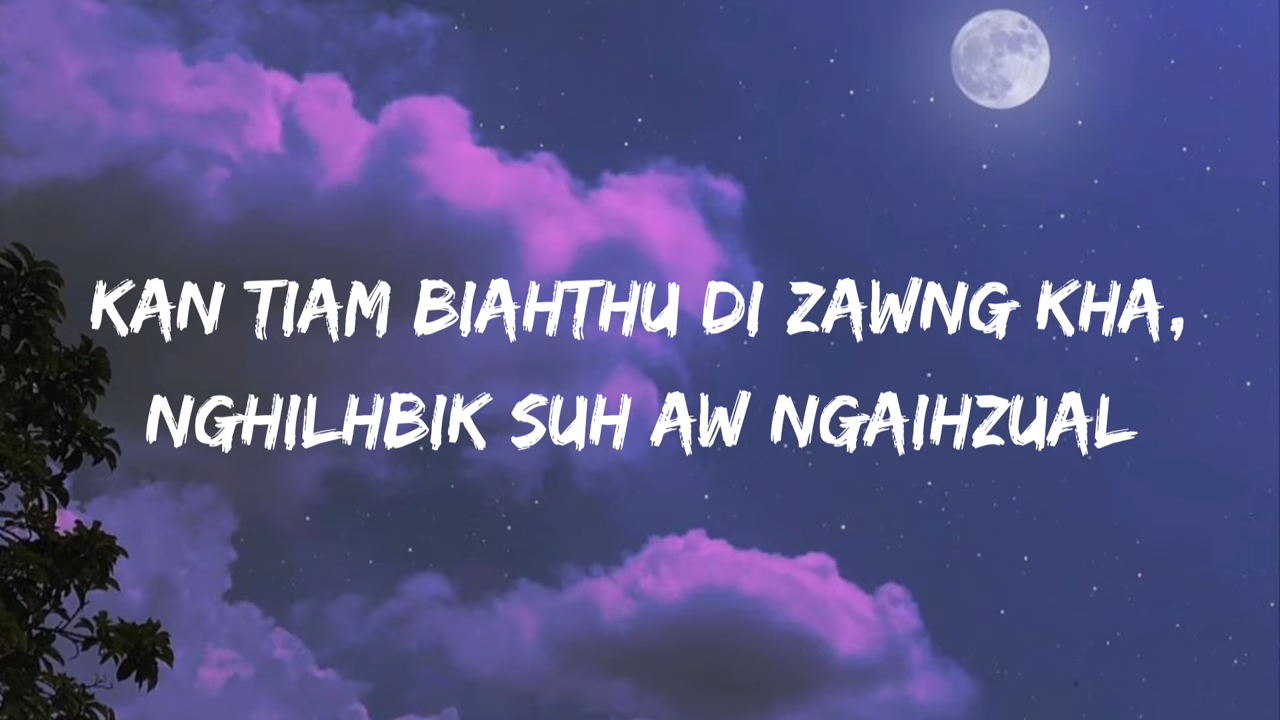 KAN TIAM BIAHTHU DI ZAWNG KHA,
NGHILHBIK SUH AW NGAIHZUAL